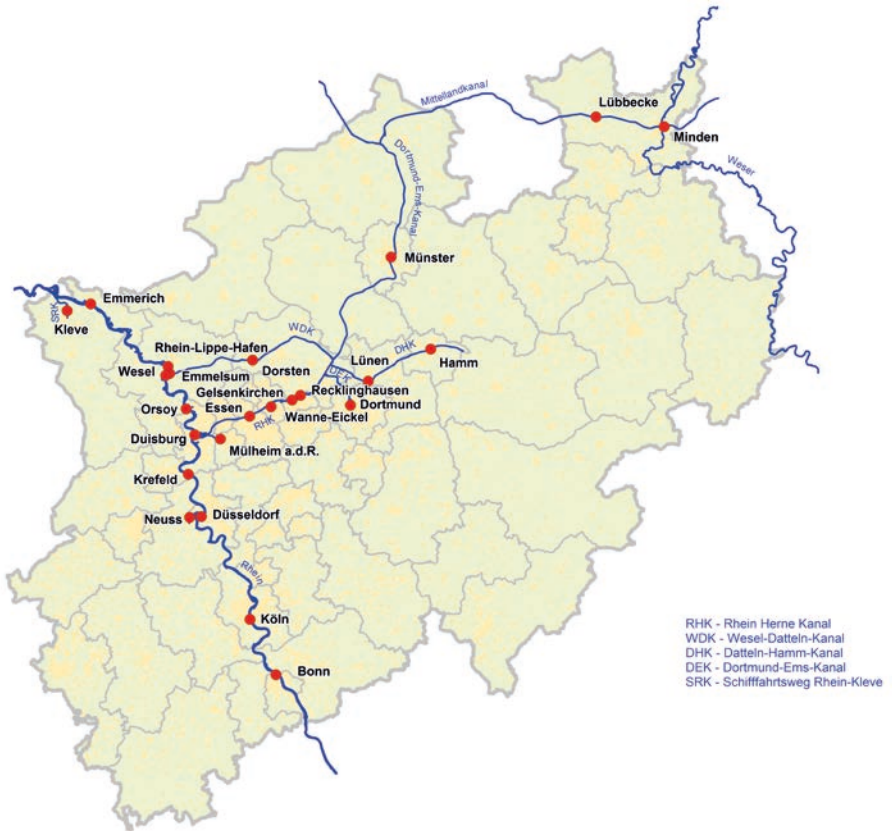 Mittellandkanal
Lübbecke
Minden
Weser
Dortmund-Ems-Kanal
Münster
Emmerich
SRK
Kleve
WDK
Rhein-Lippe-Hafen
Wesel
Emmelsum
Dorsten
Lünen
DHK
Hamm
DEK
Gelsenkirchen
Recklinghausen
Orsoy
Essen
Wanne-Eickel
Dortmund
RHK
Duisburg
Mülheim a.d.R.
Krefeld
Neuss
Düsseldorf
Rhein
Köln
Bonn
RHK - Rhein Herne Kanal
WDK - Wesel-Datteln-Kanal
DHK - Datteln-Hamm-Kanal
DEK - Dortmund-Ems-Kanal
SRK - Schifffahrtsweg Rhein-Kleve